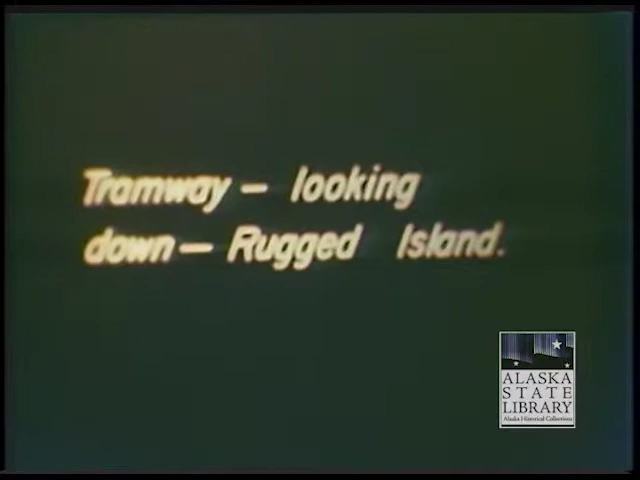 Tramway — looking
down — Rugged Island.
ALASKA
STATE
LIBRARY
Alaska Historical Collections